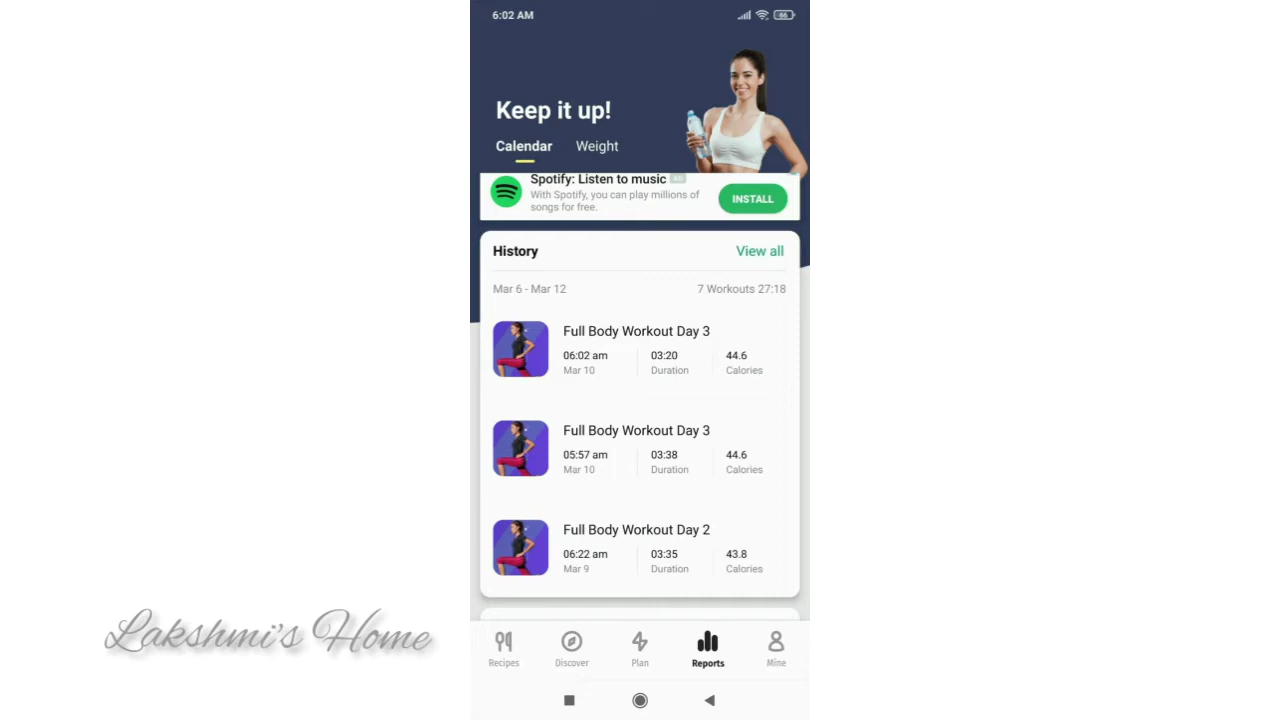 6:02 AM
66
Keep it up!
Calendar Weight
Spotify: Listen to music AD
With Spotify, you can play millions of
songs for free.
INSTALL
History View all
Mar 6 - Mar 12 7 Workouts 27:18
Full Body Workout Day 3
06:02 am 03:20 44.6
Mar 10 Duration Calories
Full Body Workout Day 3
05:57 am 03:38 44.6
Mar 10 Duration Calories
Full Body Workout Day 2
06:22 am 03:35 43.8
Mar 9 Duration Calories
Lakshmi's Home
Recipes Discover Plan Reports Mine